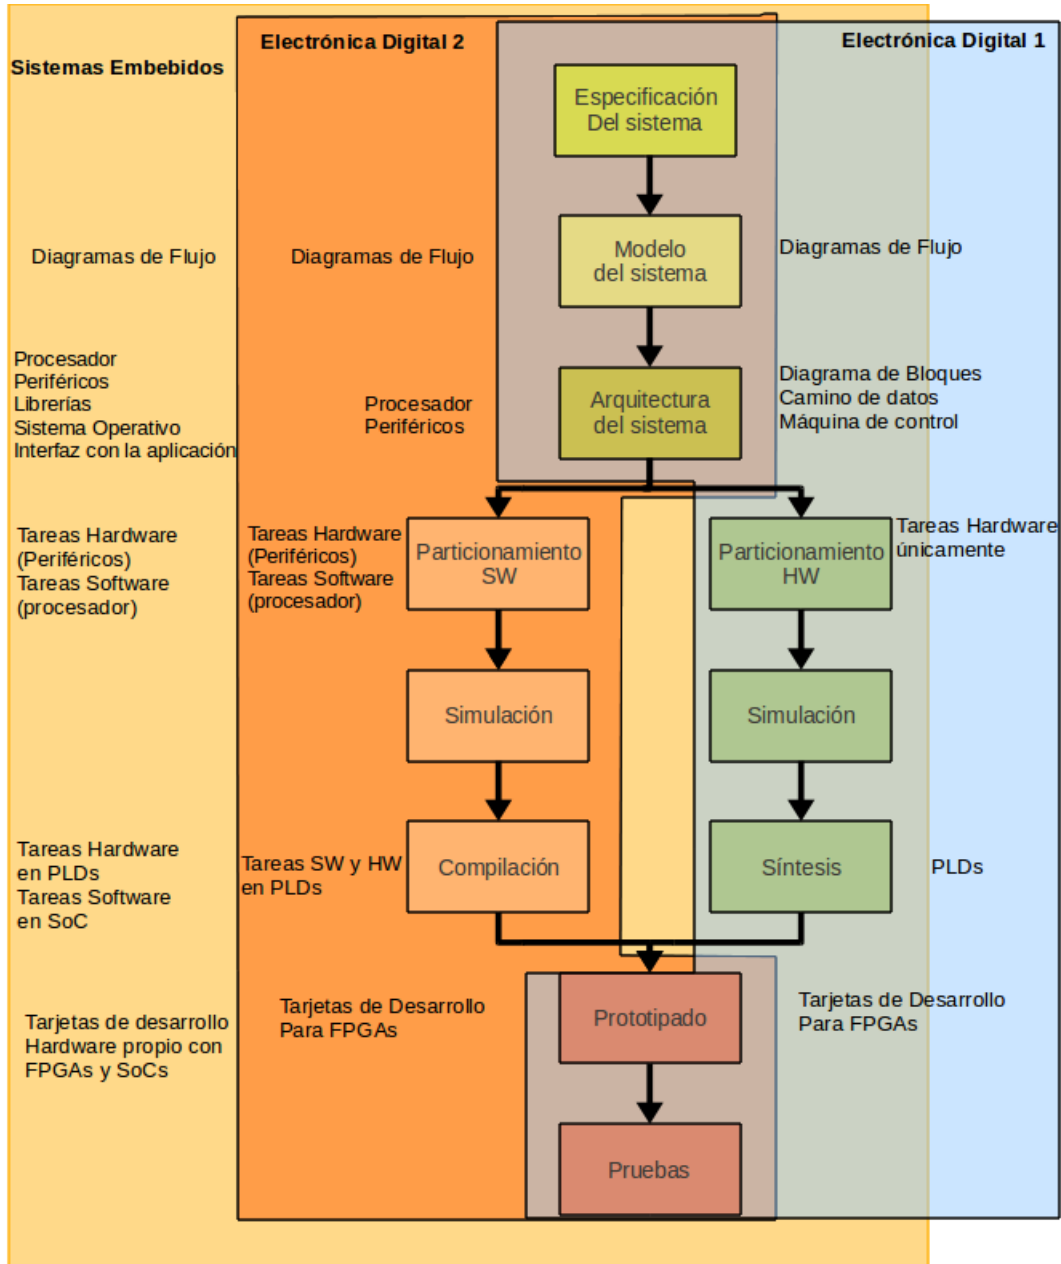 Electrónica Digital 2
Electrónica Digital 1
Sistemas Embebidos
Especificación
Del sistema
Diagramas de Flujo
Diagramas de Flujo
Modelo
del sistema
Diagramas de Flujo
Procesador
Periféricos
Librerías
Sistema Operativo
Interfaz con la aplicación
Procesador
Periféricos
Arquitectura
del sistema
Diagrama de Bloques
Camino de datos
Máquina de control
Tareas Hardware
(Periféricos)
Tareas Software
(procesador)
Tareas Hardware
(Periféricos)
Tareas Software
(procesador)
Particionamiento
SW
Particionamiento
HW
Tareas Hardware
únicamente
Simulación
Simulación
Tareas Hardware
en PLDs
Tareas Software
en SoC
Tareas SW y HW
en PLDs
Compilación
Síntesis
PLDs
Tarjetas de desarrollo
Hardware propio con
FPGAs y SoCs
Tarjetas de Desarrollo
Para FPGAs
Prototipado
Tarjetas de Desarrollo
Para FPGAs
Pruebas